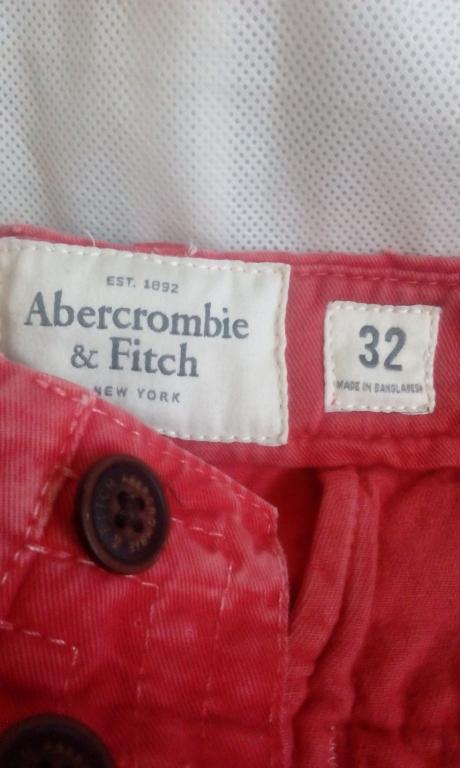 EST. 1892
Abercrombie
& Fitch
NEW YORK
32
MADE IN BANGLADESH